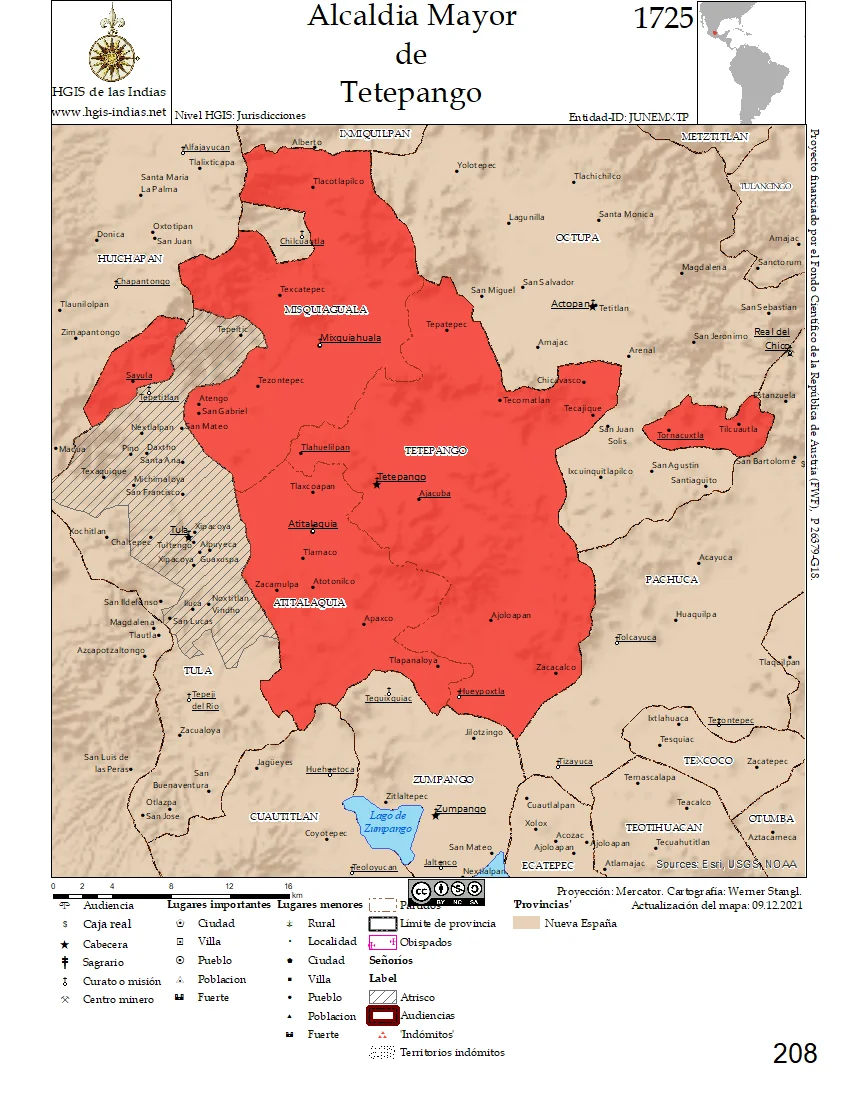 Alcaldia Mayor
de
Tetepango
1725
HGIS de las Indias
www.hgis-indias.net
Nivel HGIS: Jurisdicciones
Entidad-ID: JUNEMXTP
IXMIQUILPAN
METZTITLAN
Alfajayucan
Alberto
Tlalixticapa
Yolotepec
Santa Maria
La Palma
Tlacotlapilco
Tlachichilco
TULANCINGO
Lagunilla
Santa Monica
Donica
Oxtotipan
San Juan
Chilcuautla
OCTUPA
Amajac
HUICHAPAN
Sanctorum
Magdalena
Chapantongo
Texcatepec
San Miguel
San Salvador
Tlaunilolpan
MISQUIAGUALA
Actopan
Tetitlan
San Sebastian
Zimapantongo
Tepeitic
Tepatepec
Mixquiahuala
Amajac
San Jeronimo
Real del
Chico
Arenal
Sayula
Tezontepec
Chicavasco
Tepetitlan
Atengo
San Gabriel
Tecomatlan
Tecajique
Estanzuela
Nextlalpan
San Mateo
San Juan
Solis
Tornacuxtla
Tilcuautla
Maqua
Pino
Daxtho
Santa Ana
Tlahuelilpan
TETEPANGO
Texaquique
Michimaloya
San Francisco
Tlaxcoapan
Tetepango
Ajacuba
Ixcuinquitlapilco
San Agustin
Santiaguito
San Bartolome
Xochitlan
Tula
Xipacoya
Atitalaquia
Chaltepec
Tultengo
Alpuyeca
Xipacoya
Guaxuspa
Tlamaco
Acayuca
Zacamulpa
Atotonilco
PACHUCA
San Ildefonso
Iluca
Noxtitlan
Vindho
ATITALAQUIA
Magdalena
San Lucas
Apaxco
Ajoloapan
Huaquilpa
Tlautla
Tolcayuca
Azcapotzaltongo
TULA
Tlapanaloya
Zacacalco
Tlaquilpan
Tepeji
del Rio
Tequixquiac
Hueypoxtla
Zacualoya
Jilotzingo
Ixtlahuaca
Tezontepec
Tesquiac
San Luis de
las Peras
Jagüeyes
Huehuetoca
Tizayuca
TEXCOCO
Zacatepec
San
Buenaventura
ZUMPANGO
Temascalapa
Otlazpa
San Jose
Zitlaltepec
Zumpango
Cuautlalpan
Teacalco
CUAUTITLAN
Lago de
Zumpango
Xolox
TEOTIHUACAN
OTUMBA
Coyotepec
Acozac
Aztacameca
San Mateo
Ajoloapan
Ajoloapan
Tecuahutitlan
Teoloyucan
Jaltenco
Nextlalpan
ECATEPEC
Atlamajac
Sources: Esri, USGS, NOAA
Proyecto financiado por el Fondo Científico de la República de Austria (FWF), P 26379-G18.
0 2 4 8 12 16
km
BY NC SA
Proyección: Mercator. Cartografía: Werner Stangl.
Actualización del mapa: 09.12.2021
Audiencia
Caja real
Cabecera
Sagrario
Curato o misión
Centro minero
Lugares importantes
Ciudad
Villa
Pueblo
Poblacion
Fuerte
Lugares menores
Rural
Localidad
Ciudad
Villa
Pueblo
Poblacion
Fuerte
Límite de provincia
Obispados
Señoríos
Label
Atrisco
Audiencias
'Indómitos'
Territorios indómitos
'Provincias'
Nueva España
208